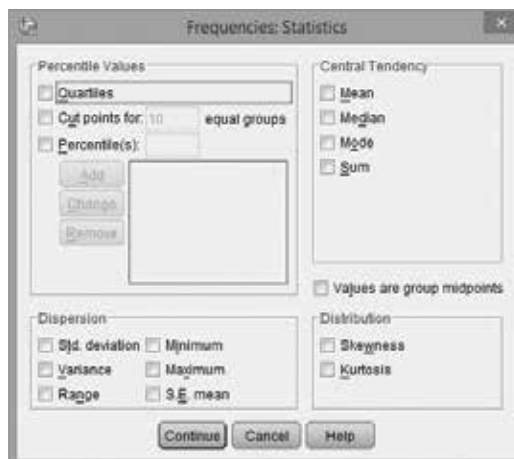 Frequencies: Statistics
Percentile Values
Quartiles
Cut points for: 10 equal groups
Percentile(s):
Add
Change
Remove
Central Tendency
Mean
Median
Mode
Sum
Values are group midpoints
Dispersion
Std. deviation
Minimum
Variance
Maximum
Range
S.E. mean
Distribution
Skewness
Kurtosis
Continue
Cancel
Help